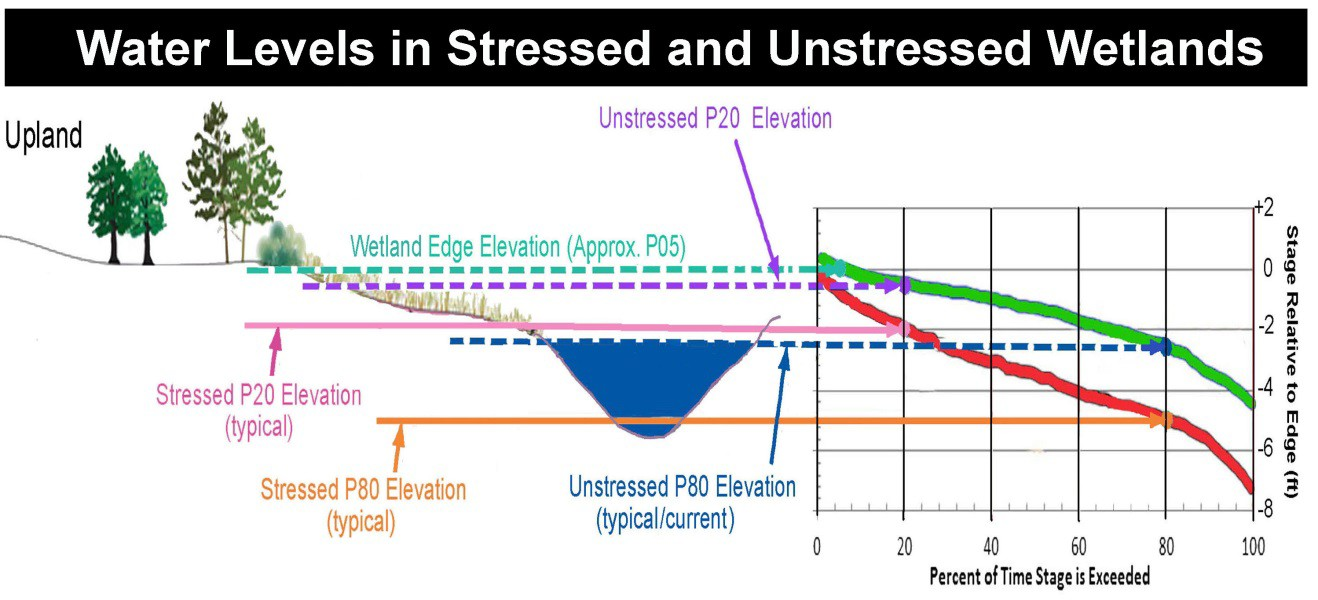 Water Levels in Stressed and Unstressed Wetlands
Upland
Unstressed P20 Elevation
Wetland Edge Elevation (Approx. P05)
Stressed P20 Elevation
(typical)
Stressed P80 Elevation
(typical)
Unstressed P80 Elevation
(typical/current)
+2
0
-2
-4
-6
-8
Stage Relative to Edge (ft)
0 20 40 60 80 100
Percent of Time Stage is Exceeded